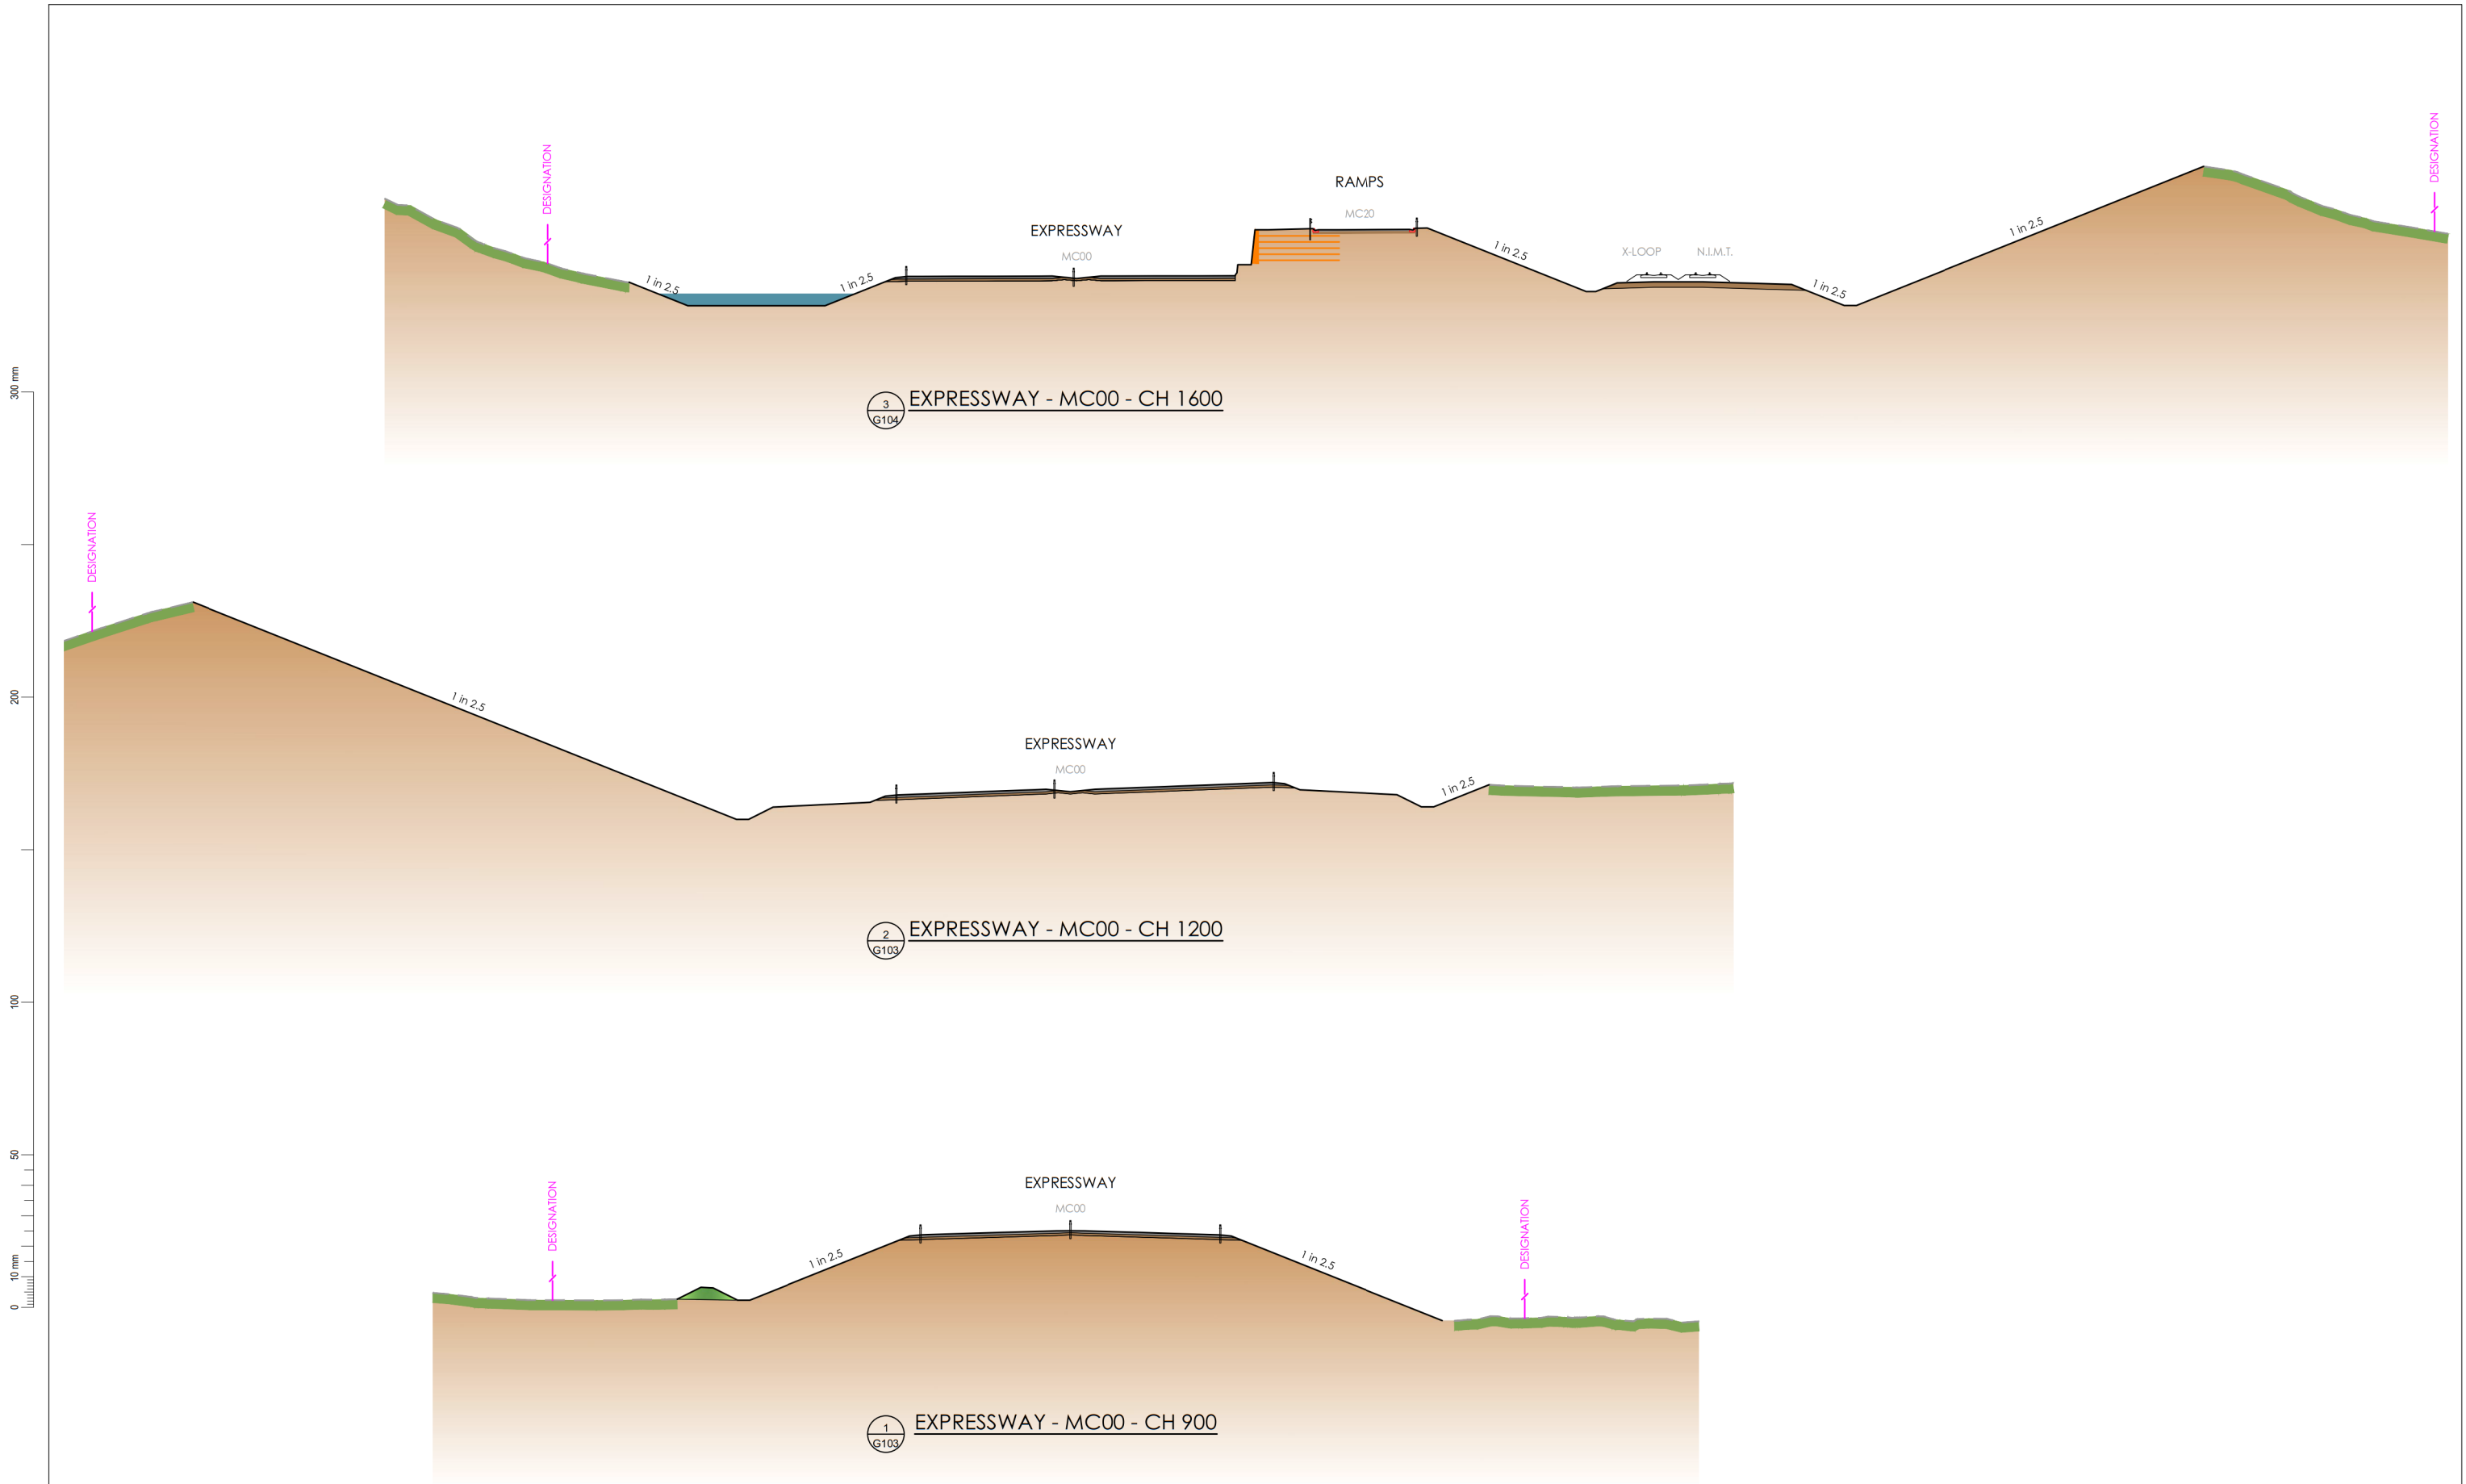 DESIGNATION
DESIGNATION
RAMPS
MC20
EXPRESSWAY
MC00
1 in 2.5
1 in 2.5
1 in 2.5
X-LOOP
N.I.M.T.
1 in 2.5
1 in 2.5
3
G104
EXPRESSWAY - MC00 - CH 1600
300 mm
DESIGNATION
1 in 2.5
200
EXPRESSWAY
MC00
1 in 2.5
2
G103
EXPRESSWAY - MC00 - CH 1200
100
50
DESIGNATION
EXPRESSWAY
MC00
DESIGNATION
1 in 2.5
1 in 2.5
10 mm
0
1
G103
EXPRESSWAY - MC00 - CH 900